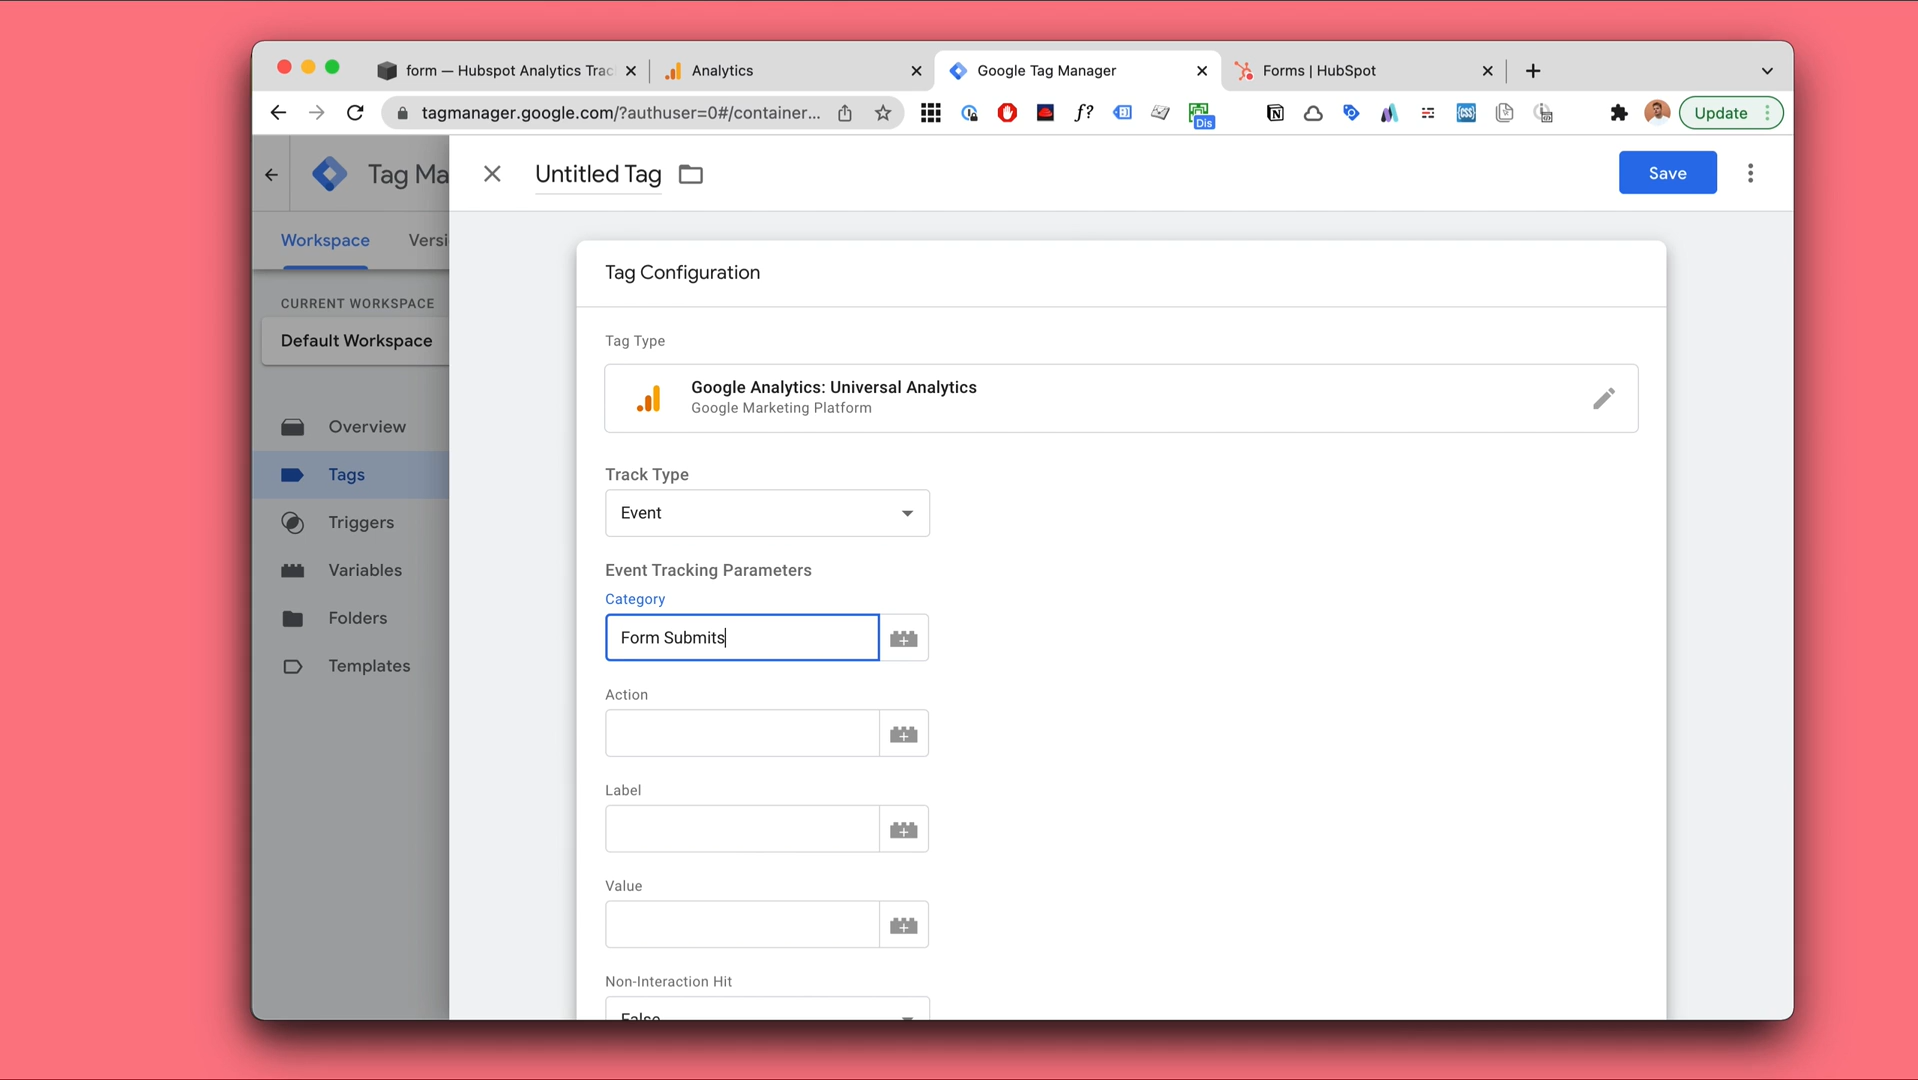 form — Hubspot Analytics Trac
Analytics
Google Tag Manager
Forms | HubSpot
tagmanager.google.com/?authuser=0#/container...
f?
Dis
CSS
Update
Tag Ma
Untitled Tag
Save
Workspace
Versi
CURRENT WORKSPACE
Default Workspace
Overview
Tags
Triggers
Variables
Folders
Templates
Tag Configuration
Tag Type
Google Analytics: Universal Analytics
Google Marketing Platform
Track Type
Event
Event Tracking Parameters
Category
Form Submits
Action
Label
Value
Non-Interaction Hit
False